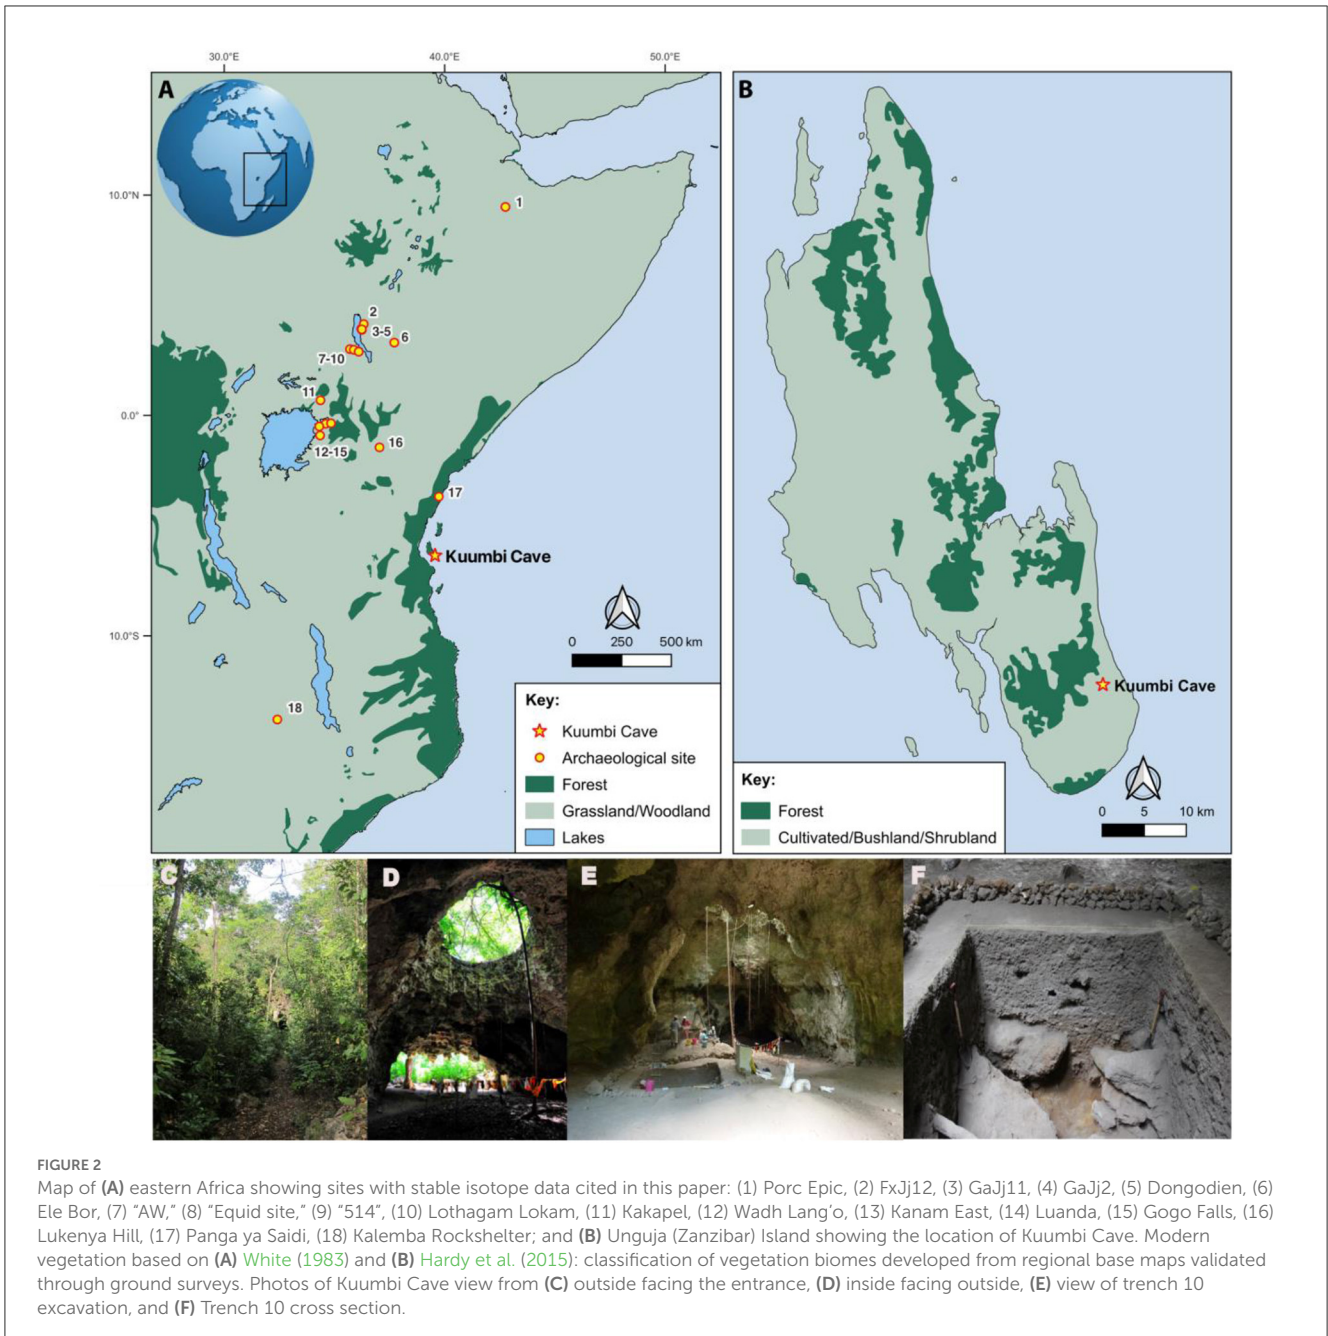 30.0°E 40.0°E 50.0°E
A
B
10.0°N
1
2
3-5
6
7-10
11
0.0°
12-15
16
17
Kuumbi Cave
10.0°S
0 250 500 km
18
Key:
Kuumbi Cave
Archaeological site
Forest
Grassland/Woodland
Lakes
Kuumbi Cave
Key:
Forest
Cultivated/Bushland/Shrubland
0 5 10 km
C
D
E
F
FIGURE 2
Map of (A) eastern Africa showing sites with stable isotope data cited in this paper: (1) Porc Epic, (2) FxJj12, (3) GaJj11, (4) GaJj2, (5) Dongodien, (6)
Ele Bor, (7) “AW,” (8) “Equid site,” (9) “514”, (10) Lothagam Lokam, (11) Kakapel, (12) Wadh Lang’o, (13) Kanam East, (14) Luanda, (15) Gogo Falls, (16)
Lukenya Hill, (17) Panga ya Saidi, (18) Kalemba Rockshelter; and (B) Unguja (Zanzibar) Island showing the location of Kuumbi Cave. Modern
vegetation based on (A) White (1983) and (B) Hardy et al. (2015): classification of vegetation biomes developed from regional base maps validated
through ground surveys. Photos of Kuumbi Cave view from (C) outside facing the entrance, (D) inside facing outside, (E) view of trench 10
excavation, and (F) Trench 10 cross section.